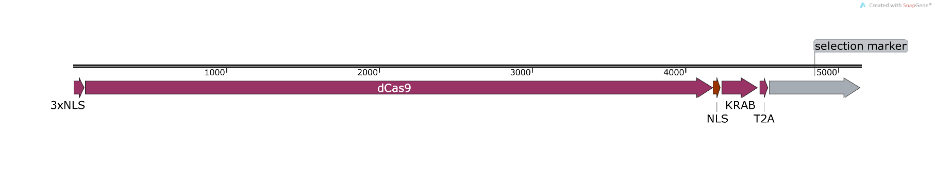 Created with SnapGene®
selection marker
1000 2000 3000 4000 5000
dCas9
3xNLS KRAB
NLS T2A